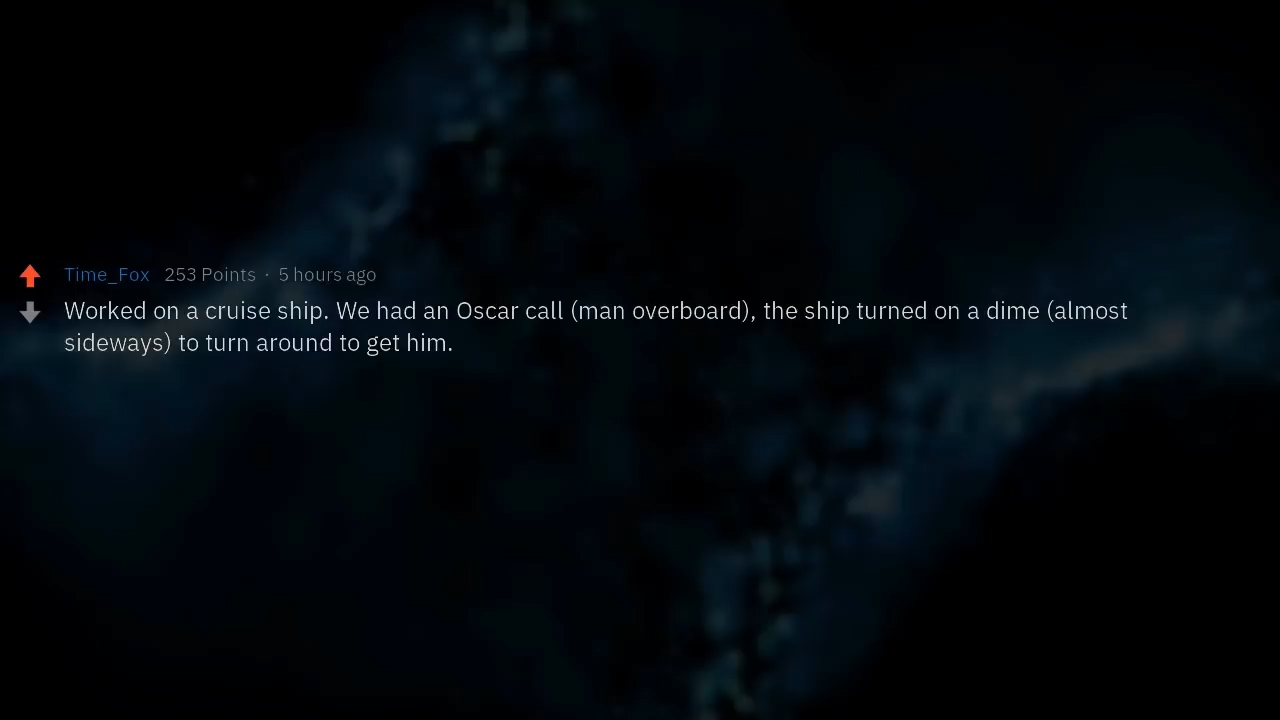 Time_Fox 253 Points · 5 hours ago
Worked on a cruise ship. We had an Oscar call (man overboard), the ship turned on a dime (almost
sideways) to turn around to get him.